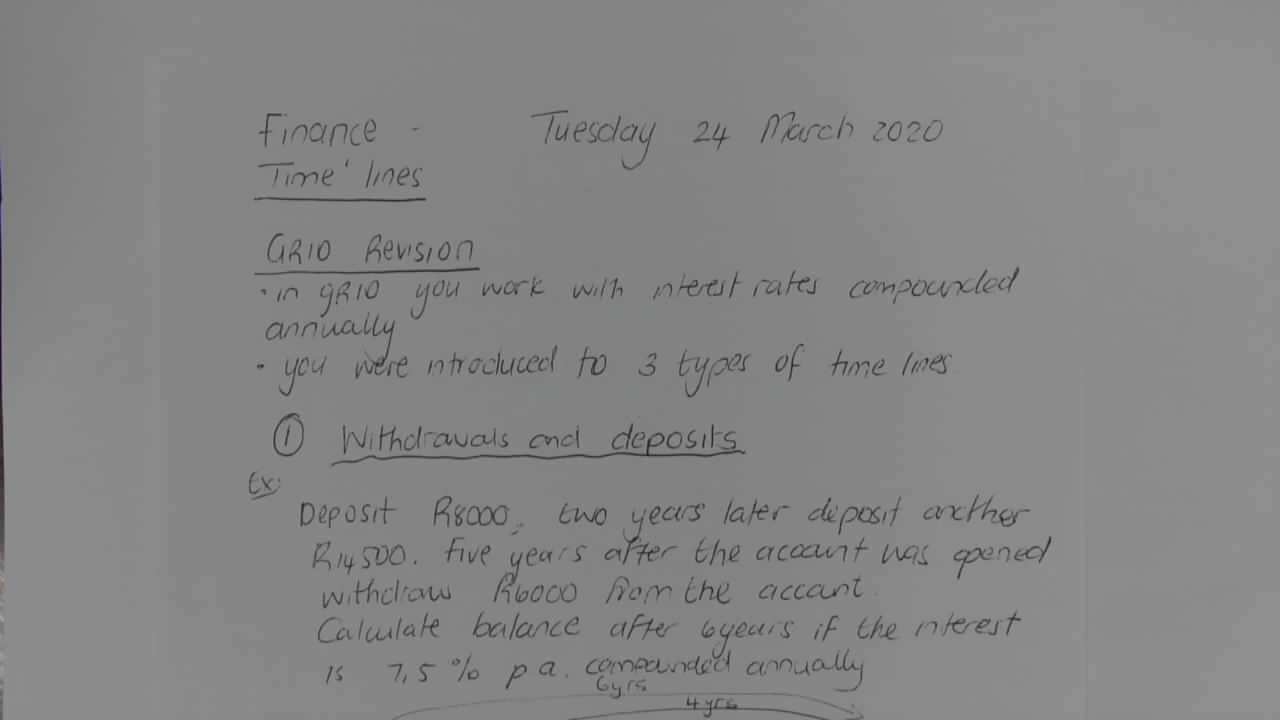 Finance - Tuesday 24 March 2020
Time' lines
GR10 Revision
• in gR10 you work with interest rates compounded
annually
• you were introduced to 3 types of time lines
① Withdrawals and deposits
Ex:
Deposit R8000, two years later deposit another
R14500. Five years after the account was opened
withdraw R6000 from the account.
Calculate balance after 6years if the interest
is 7,5 % p a. compounded annually
6yrs
4yrs